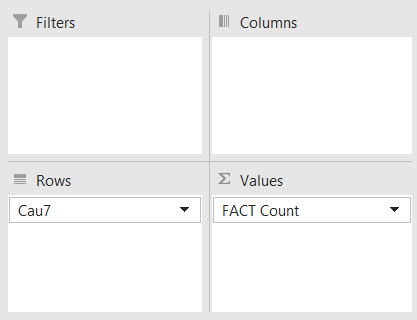 Filters
Columns
Rows
Values
Cau7
FACT Count